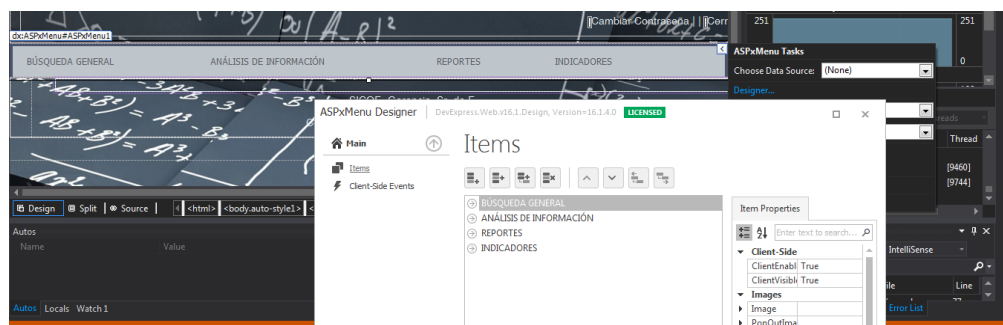 [Cambiar Contraseña ] [Cerr
251
251
dx:ASPxMenu#ASPxMenu1
BÚSQUEDA GENERAL
ANÁLISIS DE INFORMACIÓN
REPORTES
INDICADORES
ASPxMenu Tasks
0
Choose Data Source: (None)
Designer...
ASPxMenu Designer
DevExpress.Web.v16.1.Design, Version=16.1.4.0
LICENSED
Main
Items
Items
Client-Side Events
BÚSQUEDA GENERAL
ANÁLISIS DE INFORMACIÓN
REPORTES
INDICADORES
Item Properties
Enter text to search...
Client-Side
ClientEnabl True
ClientVisibl True
Images
Image
PopOutIma
reads
Thread
[9460]
[9744]
Design Split Source <html> <body.auto-style1> <
Autos
Name Value
Autos Locals Watch 1
IntelliSense
ile Line
Error List